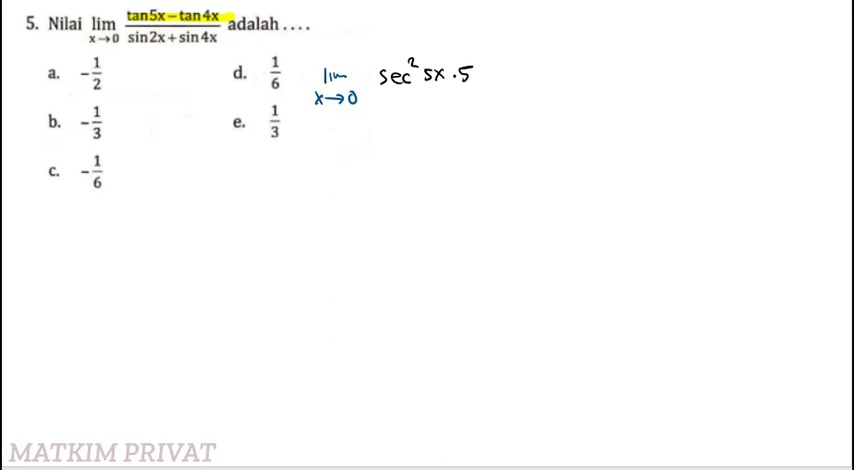 5. Nilai lim x→0 tan5x−tan4x / sin2x+sin4x adalah ....
a. −1/2
b. −1/3
c. −1/6
d. 1/6
e. 1/3
lim x→0 sec² 5x . 5
MATKIM PRIVAT